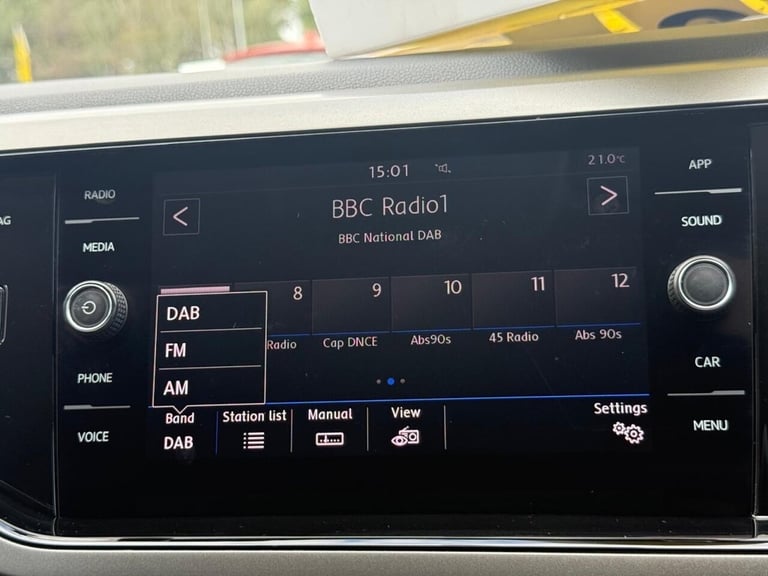 15:01
21.0°C
BBC Radio1
BBC National DAB
8 9 10 11 12
Radio Cap DNCE Abs90s 45 Radio Abs 90s
DAB
FM
AM
Band Station list Manual View Settings
DAB
RADIO
MEDIA
PHONE
VOICE
APP
SOUND
CAR
MENU